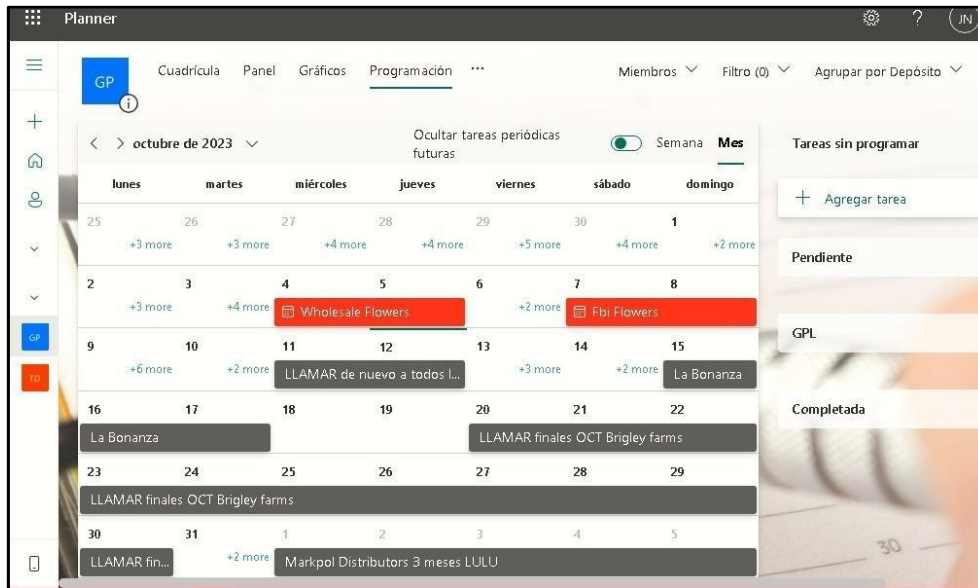 Planner
?
JN
GP
Cuadrícula Panel Gráficos Programación ...
Miembros Filtro (0) Agrupar por Depósito
octubre de 2023
Ocultar tareas periódicas
futuras
Semana Mes
lunes martes miércoles jueves viernes sábado domingo
25 26 27 28 29 30 1
+3 more +3 more +4 more +4 more +5 more +4 more +2 more
2 3 4 5 6 7 8
+3 more +4 more Wholesale Flowers +2 more Fbi Flowers
9 10 11 12 13 14 15
+6 more +2 more LLAMAR de nuevo a todos l... +3 more +2 more La Bonanza
16 17 18 19 20 21 22
La Bonanza LLAMAR finales OCT Brigley farms
23 24 25 26 27 28 29
LLAMAR finales OCT Brigley farms
30 31 1 2 3 4 5
LLAMAR fin... +2 more Markpol Distributors 3 meses LULU
Tareas sin programar
+ Agregar tarea
Pendiente
GPL
Completada
GP
TD
30